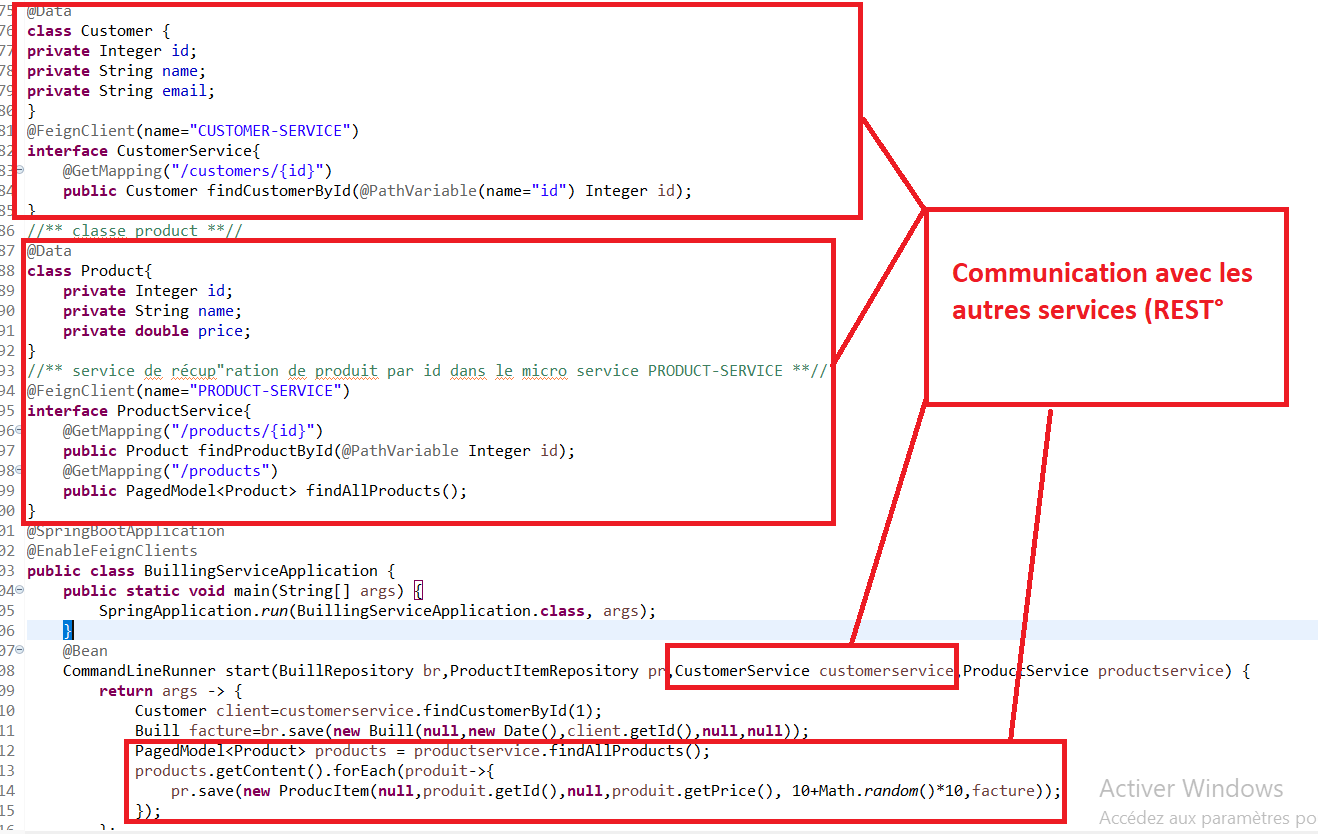 75 @Data
76 class Customer {
77 private Integer id;
78 private String name;
79 private String email;
80 }
81 @FeignClient(name="CUSTOMER-SERVICE")
82 interface CustomerService{
83 @GetMapping("/customers/{id}")
84 public Customer findCustomerById(@PathVariable(name="id") Integer id);
85 }
86 //** classe product **//
87 @Data
88 class Product{
89 private Integer id;
90 private String name;
91 private double price;
92 }
93 //** service de récup"ration de produit par id dans le micro service PRODUCT-SERVICE **//
94 @FeignClient(name="PRODUCT-SERVICE")
95 interface ProductService{
96 @GetMapping("/products/{id}")
97 public Product findProductById(@PathVariable Integer id);
98 @GetMapping("/products")
99 public PagedModel<Product> findAllProducts();
00 }
01 @SpringBootApplication
02 @EnableFeignClients
03 public class BuillingServiceApplication {
04 public static void main(String[] args) {
05 SpringApplication.run(BuillingServiceApplication.class, args);
06 }
07 @Bean
08 CommandLineRunner start(BuillRepository br,ProductItemRepository pr,CustomerService customerservice,ProductService productservice) {
09 return args -> {
10 Customer client=customerservice.findCustomerById(1);
11 Buill facture=br.save(new Buill(null,new Date(),client.getId(),null,null));
12 PagedModel<Product> products = productservice.findAllProducts();
13 products.getContent().forEach(produit->{
14 pr.save(new ProducItem(null,produit.getId(),null,produit.getPrice(), 10+Math.random()*10,facture));
15 });
16 };
Communication avec les
autres services (REST°
Activer Windows
Accédez aux paramètres po